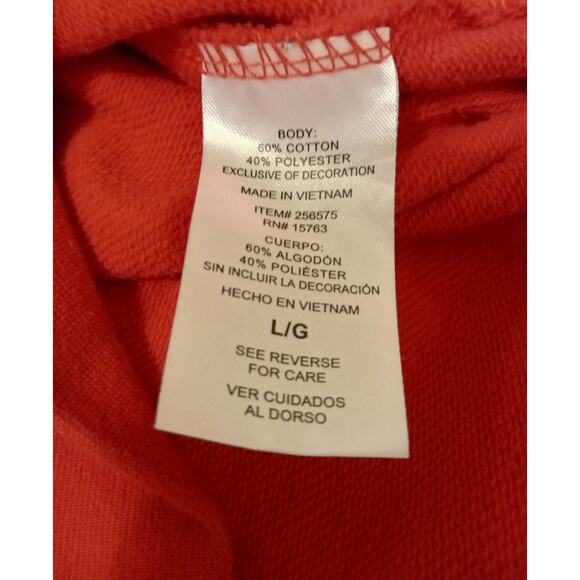 BODY:
60% COTTON
40% POLYESTER
EXCLUSIVE OF DECORATION
MADE IN VIETNAM
ITEM# 256575
RN# 15763
CUERPO:
60% ALGODÓN
40% POLIÉSTER
SIN INCLUIR LA DECORACIÓN
HECHO EN VIETNAM
L/G
SEE REVERSE
FOR CARE
VER CUIDADOS
AL DORSO